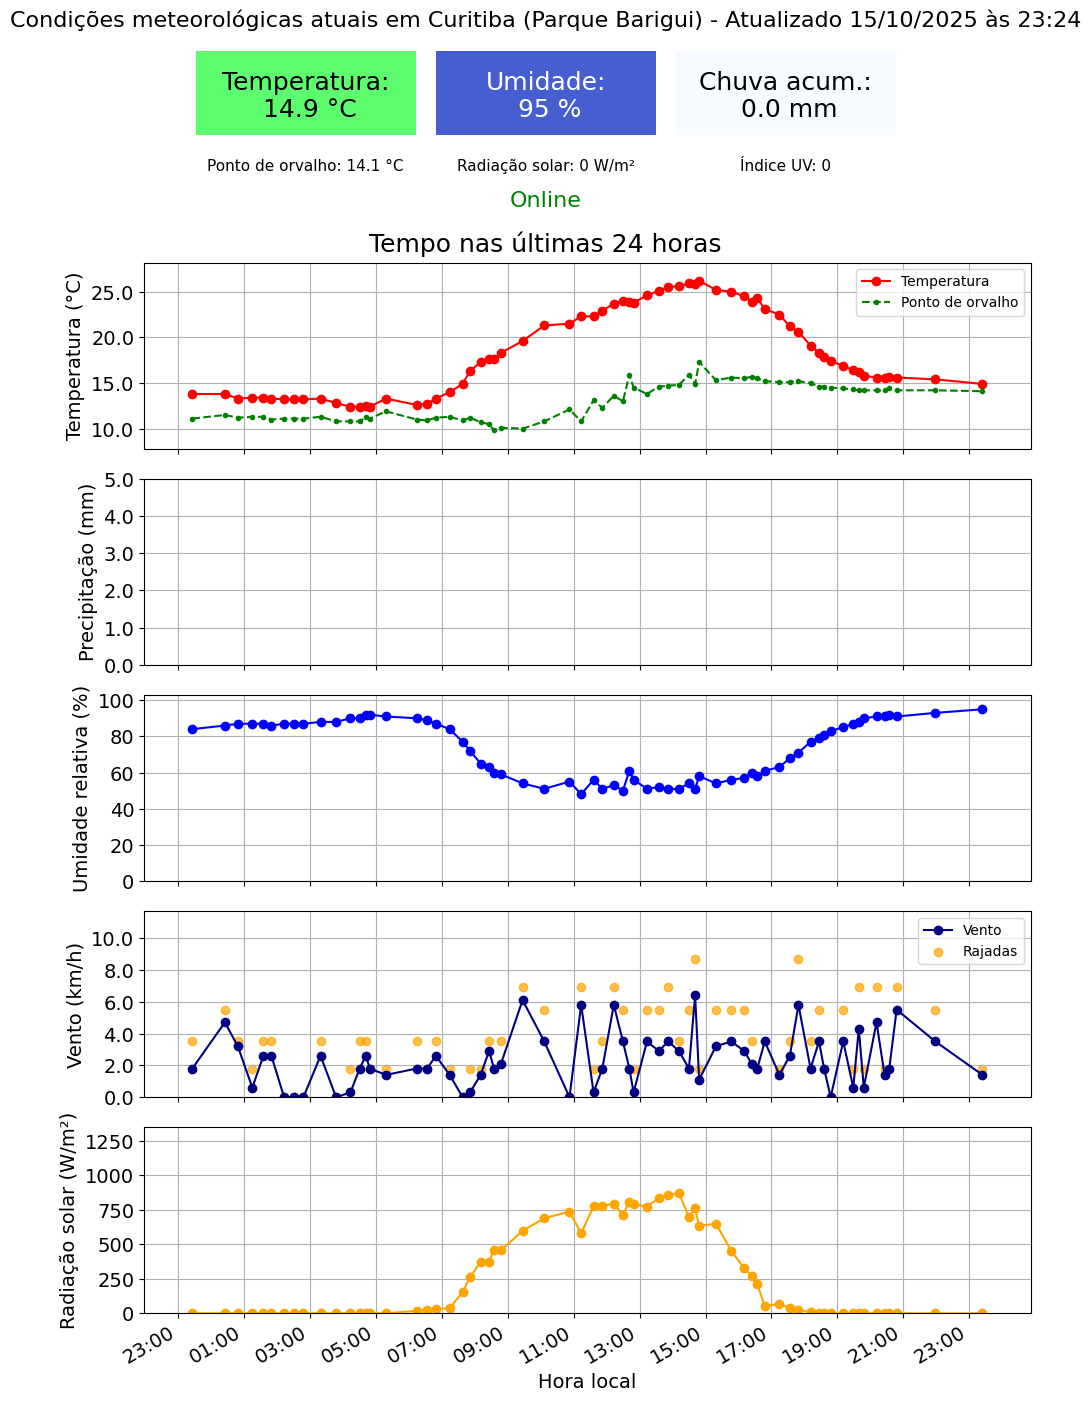 Condições meteorológicas atuais em Curitiba (Parque Barigui) - Atualizado 15/10/2025 às 23:24
Temperatura:
14.9 °C
Umidade:
95 %
Chuva acum.:
0.0 mm
Ponto de orvalho: 14.1 °C
Radiação solar: 0 W/m²
Índice UV: 0
Online
Tempo nas últimas 24 horas
Temperatura (°C)
25.0
20.0
15.0
10.0
Temperatura
Ponto de orvalho
Precipitação (mm)
5.0
4.0
3.0
2.0
1.0
0.0
Umidade relativa (%)
100
80
60
40
20
0
Vento (km/h)
10.0
8.0
6.0
4.0
2.0
0.0
Vento
Rajadas
Radiação solar (W/m²)
1250
1000
750
500
250
0
23:00
01:00
03:00
05:00
07:00
09:00
11:00
13:00
15:00
17:00
19:00
21:00
23:00
Hora local